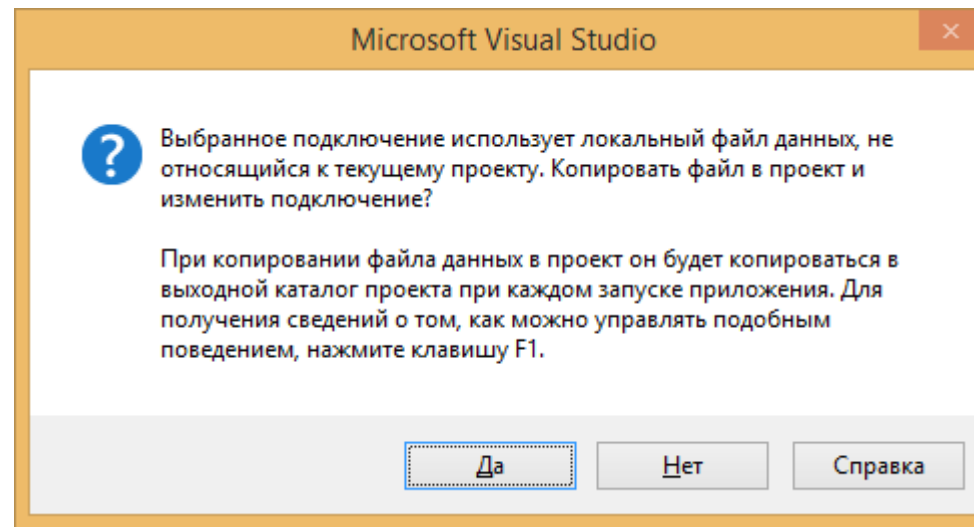 Microsoft Visual Studio
Выбранное подключение использует локальный файл данных, не
относящийся к текущему проекту. Копировать файл в проект и
изменить подключение?
При копировании файла данных в проект он будет копироваться в
выходной каталог проекта при каждом запуске приложения. Для
получения сведений о том, как можно управлять подобным
поведением, нажмите клавишу F1.
Да
Нет
Справка